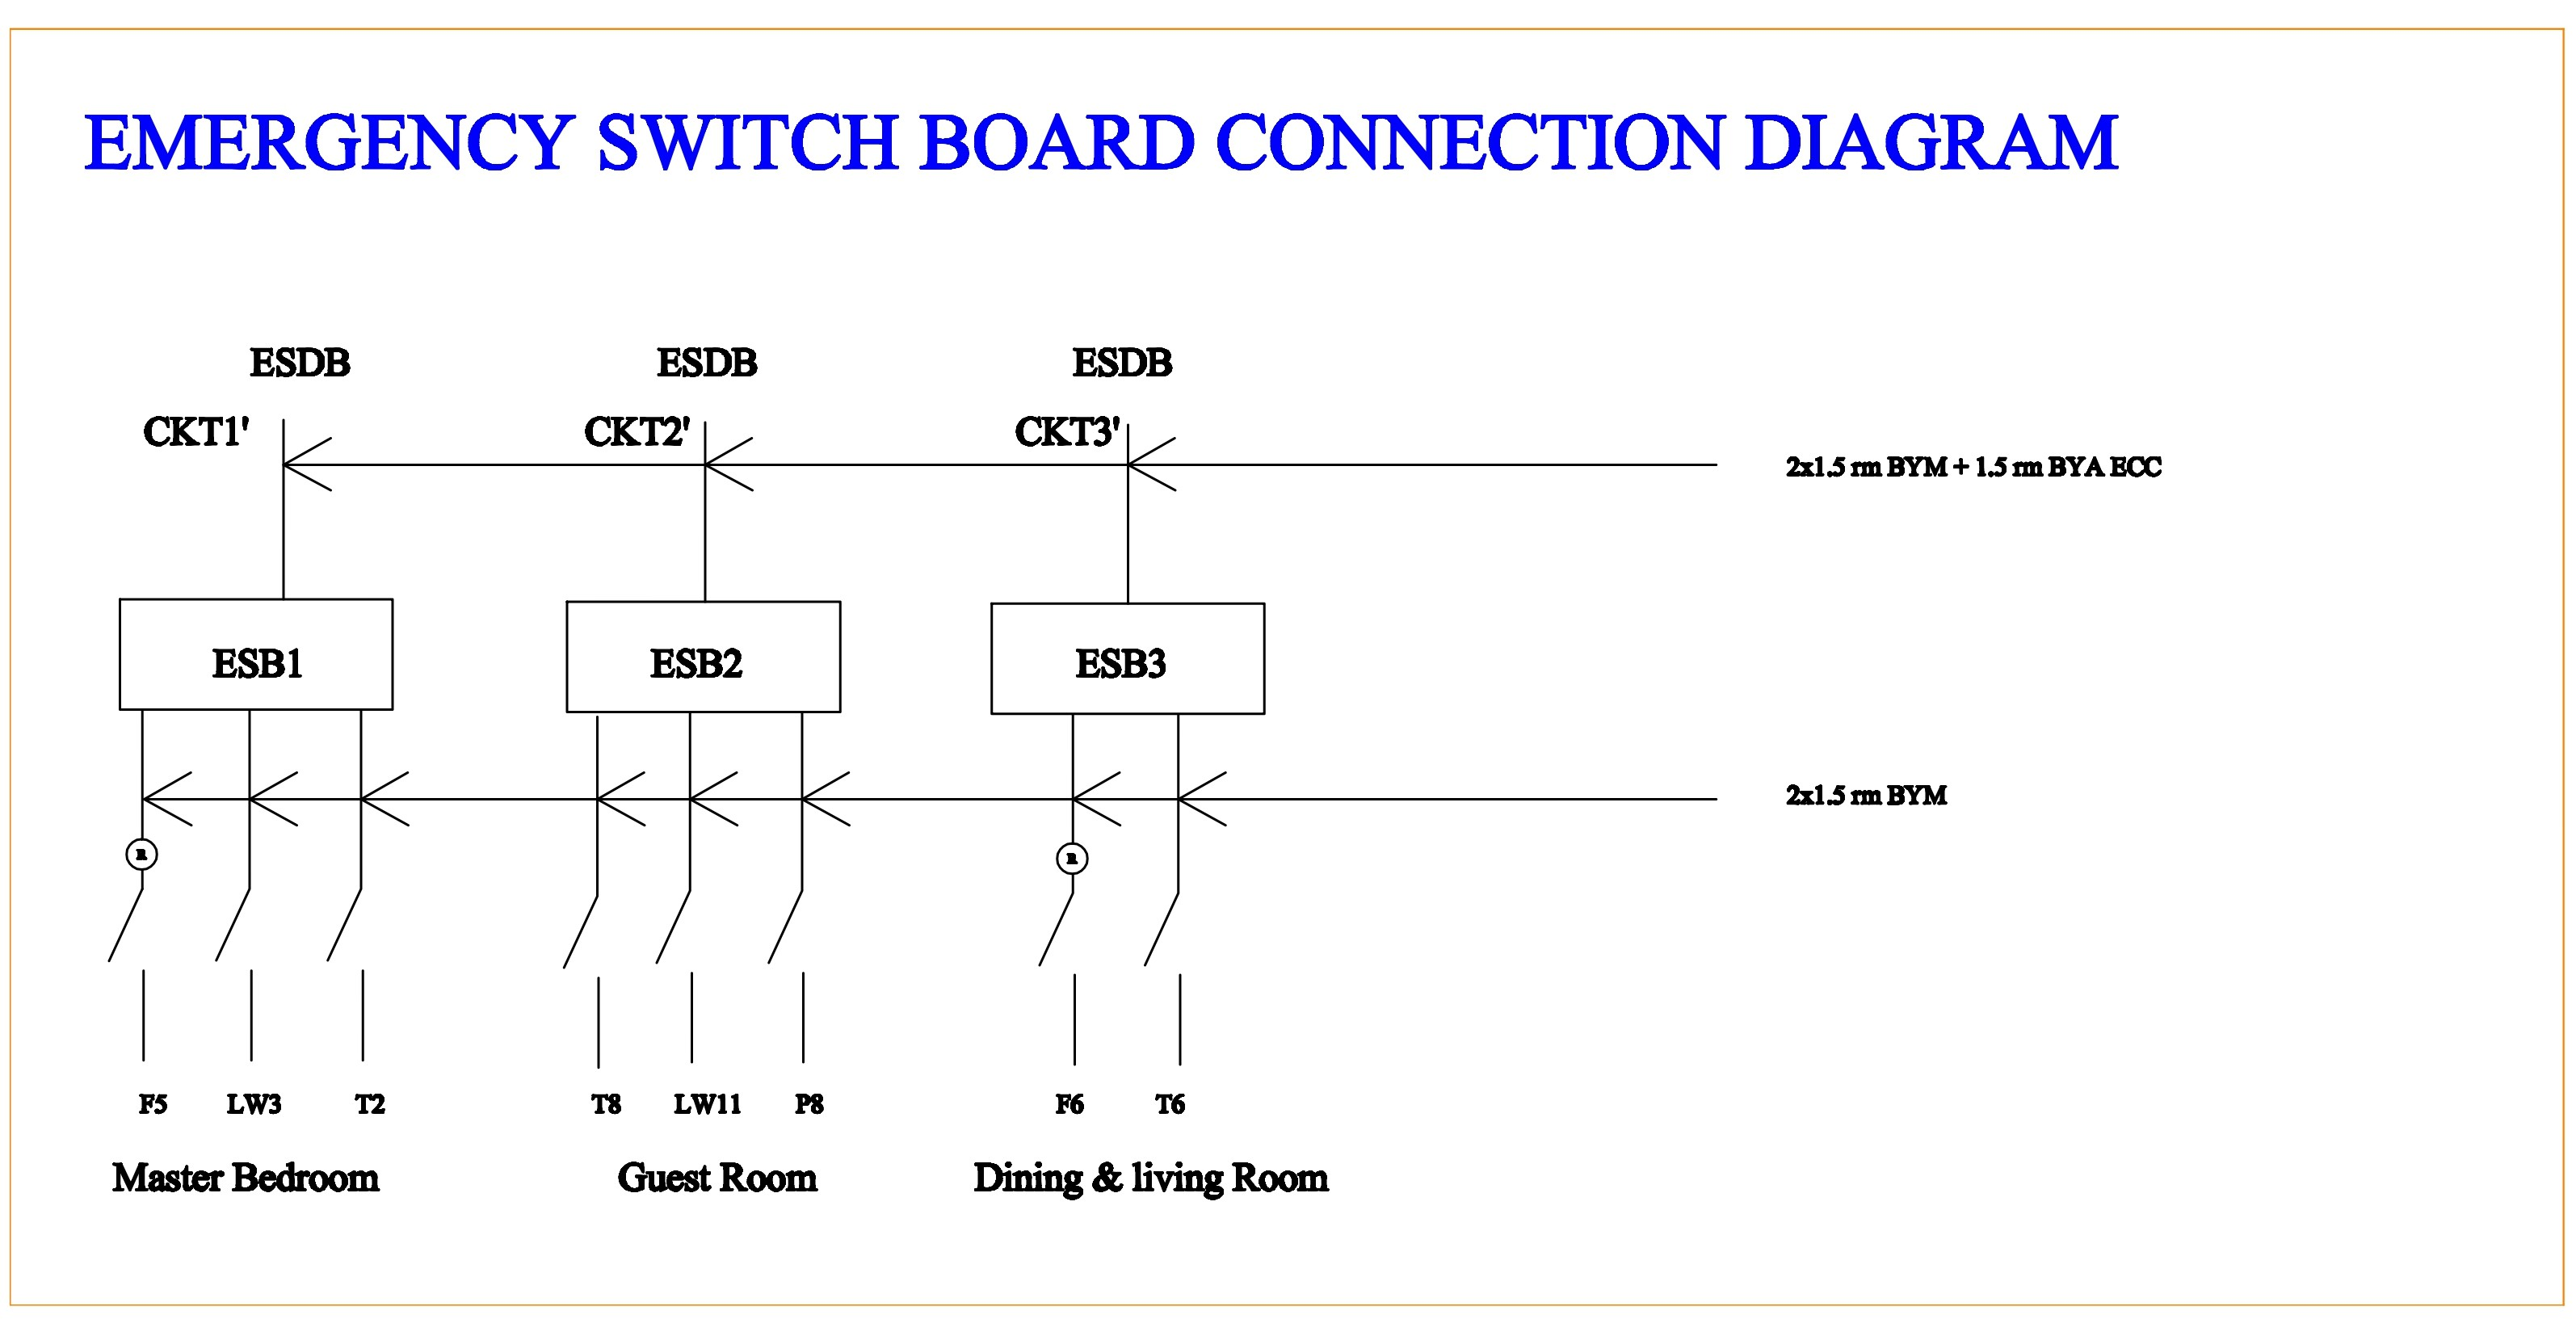 EMERGENCY SWITCH BOARD CONNECTION DIAGRAM
ESDB ESDB ESDB
CKT1' CKT2' CKT3'
2x1.5 rm BYM + 1.5 rm BYA ECC
ESB1 ESB2 ESB3
2x1.5 rm BYM
R R
F5 LW3 T2 T8 LW11 P8 F6 T6
Master Bedroom Guest Room Dining & living Room